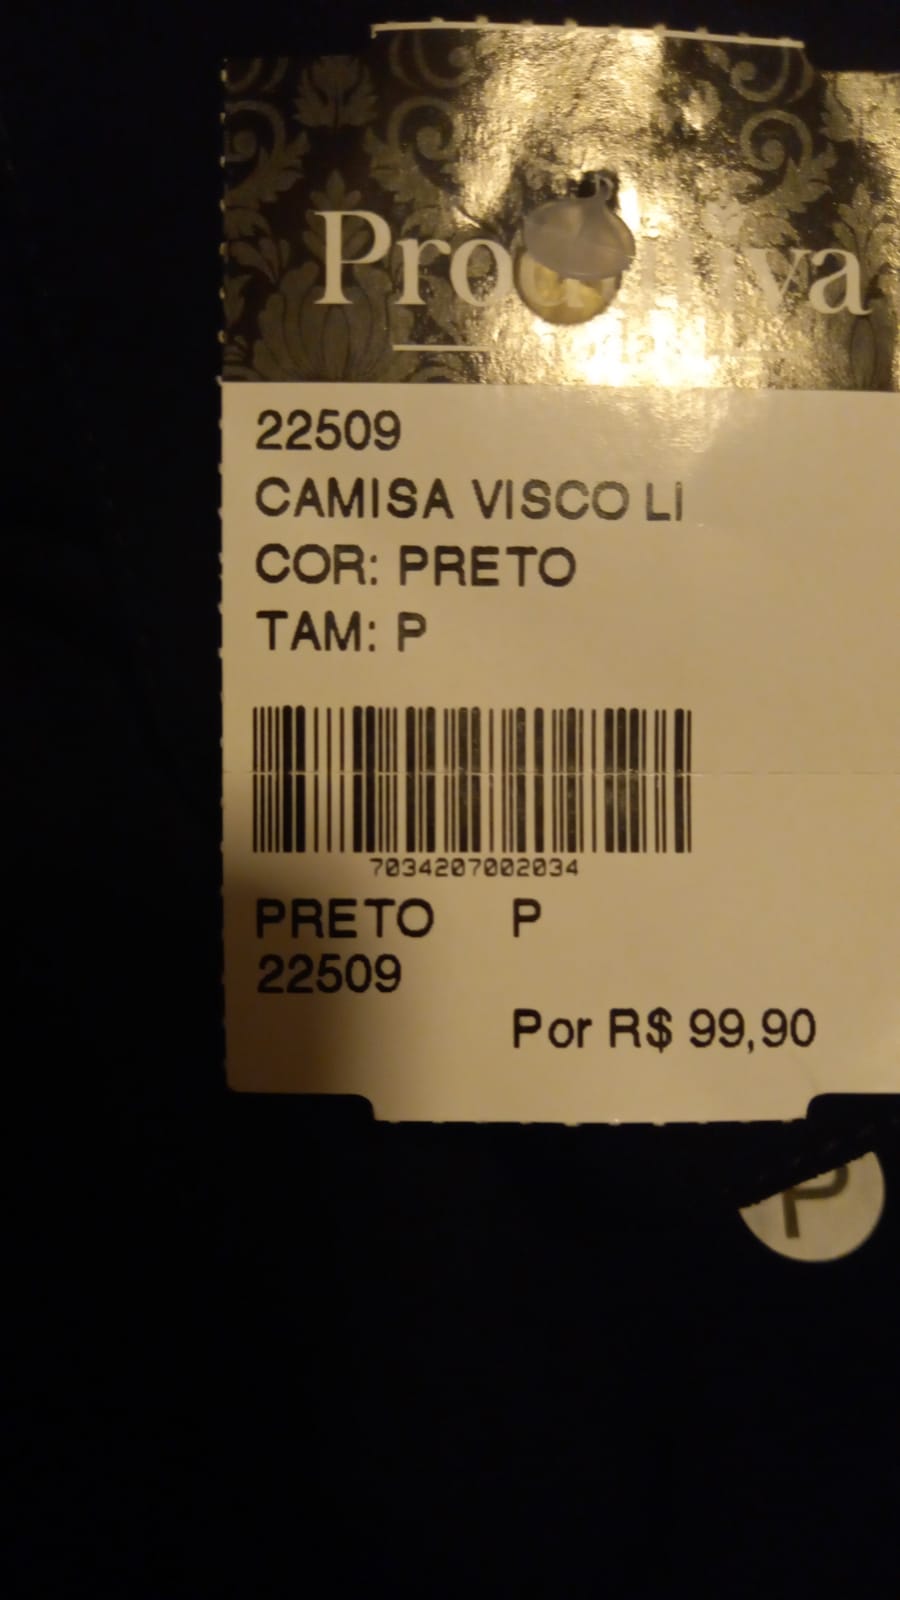 22509
CAMISA VISCO LI
COR: PRETO
TAM: P
7034207002034
PRETO P
22509
Por R$ 99,90
P